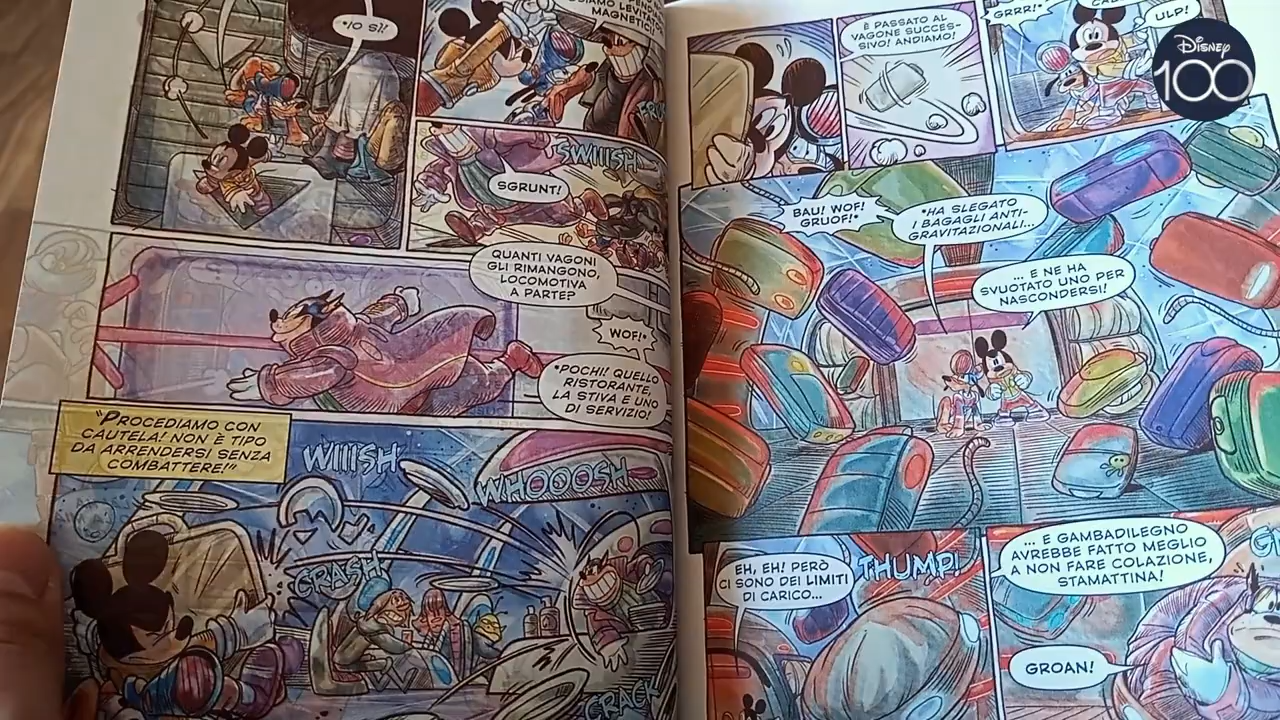 *IO SÌ!
MAGNETICI!
SWIIISH
SGRUNT!
QUANTI VAGONI
GLI RIMANGONO,
LOCOMOTIVA
A PARTE?
WOF!*
*POCHI! QUELLO
RISTORANTE,
LA STIVA E UNO
DI SERVIZIO!
"PROCEDIAMO CON
CAUTELA! NON È TIPO
DA ARRENDERSI SENZA
COMBATTERE!"
WIIISH
WHOOOSH
CRASH
CRACK
È PASSATO AL
VAGONE SUCCES-
SIVO! ANDIAMO!
GRRR!*
ULP!
Disney
100
BAU! WOF!
GRUOF!*
*HA SLEGATO
I BAGAGLI ANTI-
GRAVITAZIONALI...
... E NE HA
SVUOTATO UNO PER
NASCONDERSI!
EH, EH! PERÒ
CI SONO DEI LIMITI
DI CARICO...
THUMP!
... E GAMBADILEGNO
AVREBBE FATTO MEGLIO
A NON FARE COLAZIONE,
STAMATTINA!
GROAN!